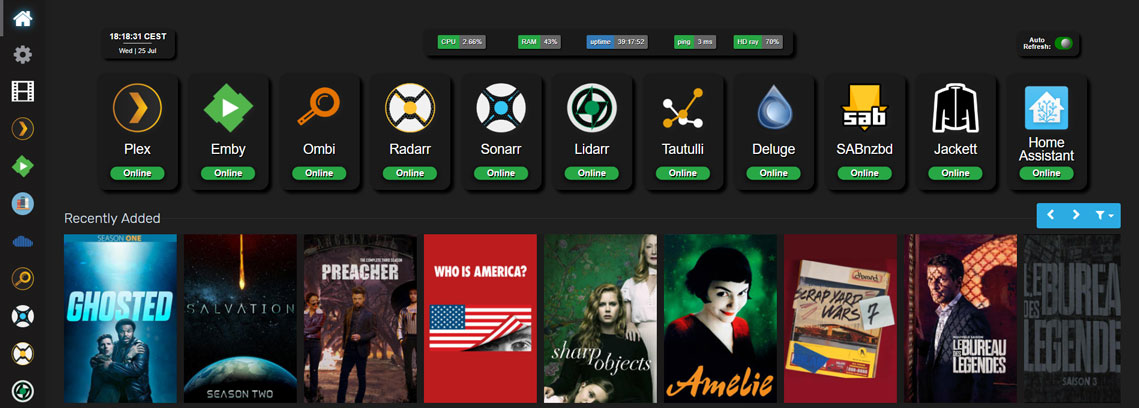 18:18:31 CEST
Wed | 25 Jul
CPU 2.66%
RAM 43%
uptime 39:17:52
ping 3 ms
HD ray 70%
Auto
Refresh:
Plex
Online
Emby
Online
Ombi
Online
Radarr
Online
Sonarr
Online
Lidarr
Online
Tautulli
Online
Deluge
Online
sab
SABnzbd
Online
Jackett
Online
Home
Assistant
Online
Recently Added
SEASON ONE
GHOSTED
SALVATION
SEASON TWO
THE COMPLETE THIRD SEASON
PREACHER
WHO IS AMERICA?
sharp
objects
Amelie
SCRAPYARD
WARS 7
LE BUREAU
DES
LEGENDES
LE BUREAU
DES
LEGENDE
SAISON 3